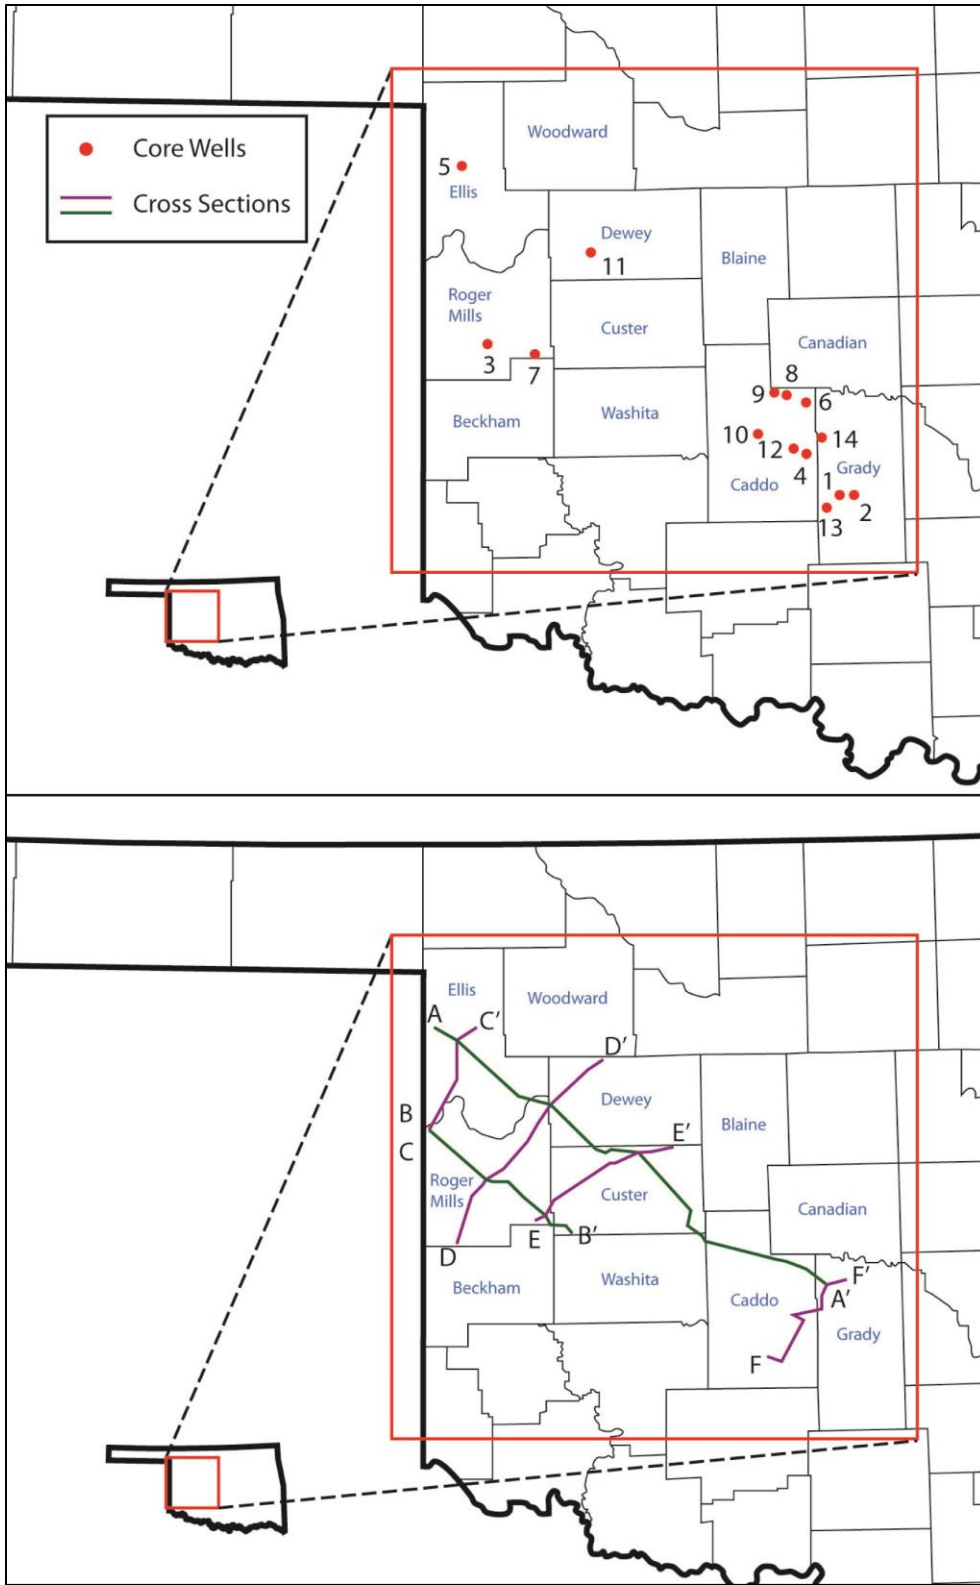 Core Wells
Cross Sections
Woodward
5
Ellis
Dewey
11
Blaine
Roger
Mills
Custer
Canadian
3
7
8
9
6
Beckham
Washita
10
14
12
4
Grady
Caddo
1
2
13
Ellis
Woodward
A
C'
D'
B
Dewey
Blaine
E'
C
Roger
Mills
Custer
Canadian
E
B'
D
Beckham
Washita
F'
Caddo
A'
Grady
F